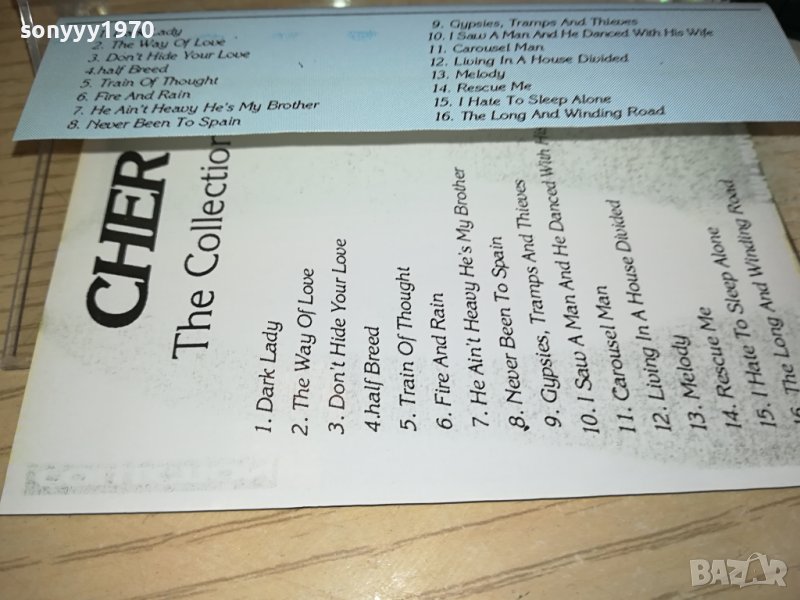 sonyyy1970
Lady
2. The Way Of Love
3. Don't Hide Your Love
4.half Breed
5. Train Of Thought
6. Fire And Rain
7. He Ain't Heavy He's My Brother
8. Never Been To Spain
9. Gypsies, Tramps And Thieves
10. I Saw A Man And He Danced With His Wife
11. Carousel Man
12. Living In A House Divided
13. Melody
14. Rescue Me
15. I Hate To Sleep Alone
16. The Long And Winding Road
CHER
The Collection
1. Dark Lady
2. The Way Of Love
3. Don't Hide Your Love
4.half Breed
5. Train Of Thought
6. Fire And Rain
7. He Ain't Heavy He's My Brother
8. Never Been To Spain
9. Gypsies, Tramps And Thieves
10. I Saw A Man And He Danced With
11. Carousel Man
12. Living In A House Divided
13. Melody
14. Rescue Me
15. I Hate To Sleep Alone
16. The Long And Winding Road
BAZAR